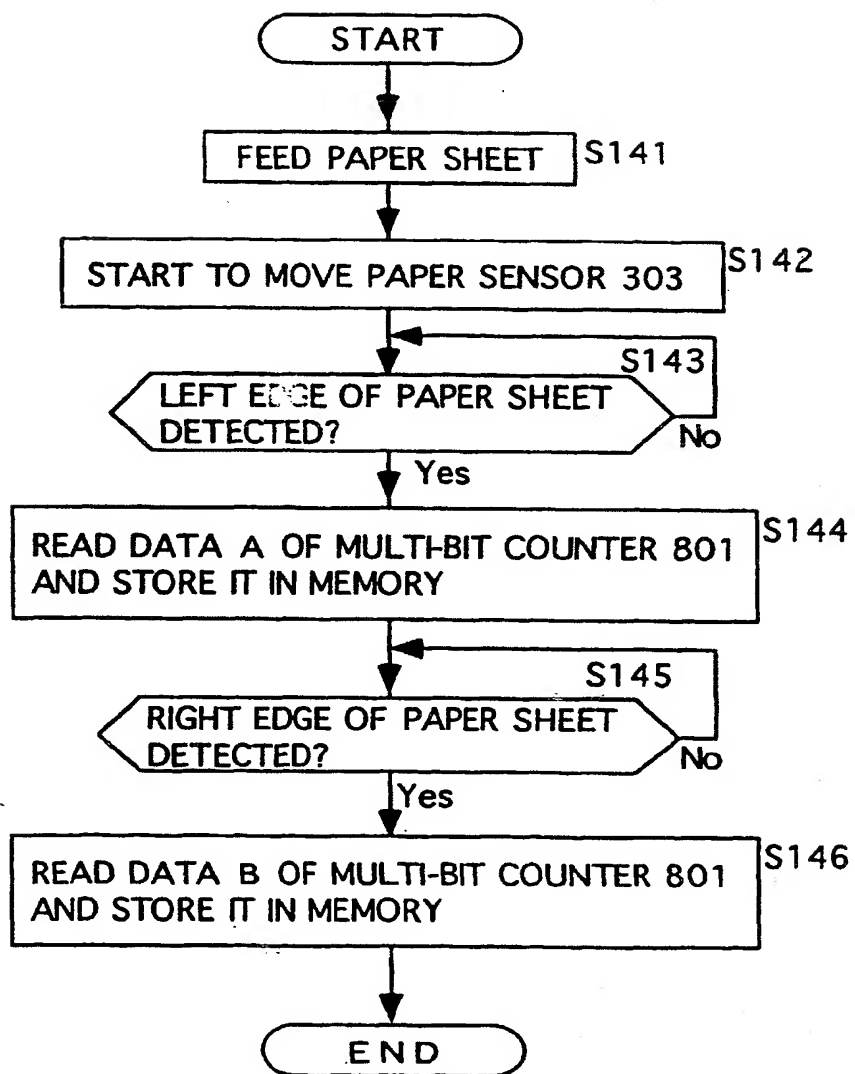 START
FEED PAPER SHEET
S141
START TO MOVE PAPER SENSOR 303
S142
S143
LEFT EDGE OF PAPER SHEET
DETECTED?
No
Yes
READ DATA A OF MULTI-BIT COUNTER 801
AND STORE IT IN MEMORY
S144
S145
RIGHT EDGE OF PAPER SHEET
DETECTED?
No
Yes
READ DATA B OF MULTI-BIT COUNTER 801
AND STORE IT IN MEMORY
S146
END